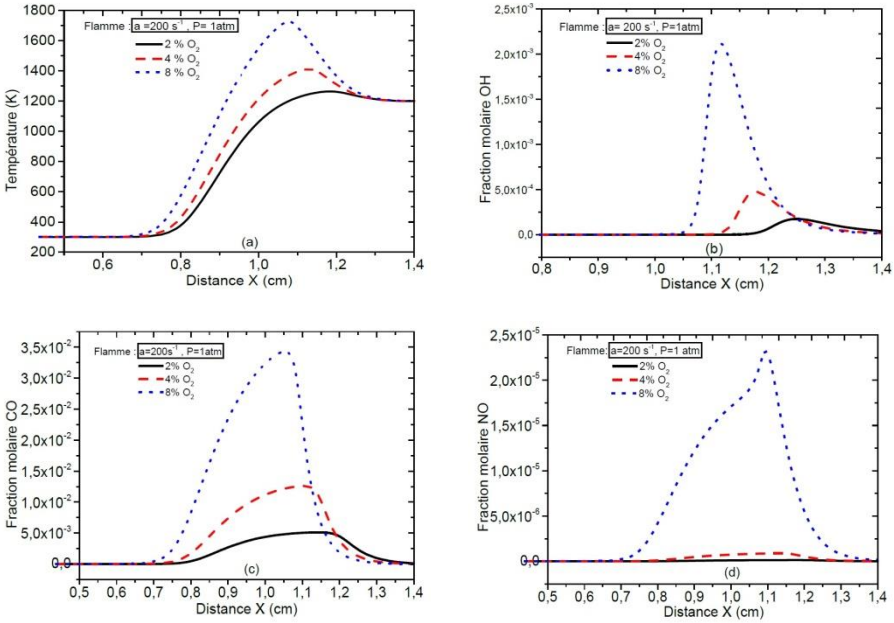 Flamme : a =200 s⁻¹ , P= 1atm
2 % O₂
4 % O₂
8 % O₂
1800
1600
1400
1200
1000
800
600
400
200
Température (K)
0,6
0,8
1,0
1,2
1,4
Distance X (cm)
(a)
Flamme : a= 200 s⁻¹, P=1atm
2% O₂
4% O₂
8% O₂
2,5x10⁻³
2,0x10⁻³
1,5x10⁻³
1,0x10⁻³
5,0x10⁻⁴
0,0
Fraction molaire OH
0,8
0,9
1,0
1,1
1,2
1,3
1,4
Distance X (cm)
(b)
Flamme : a=200s⁻¹ , P=1atm
2% O₂
4% O₂
8% O₂
3,5x10⁻²
3,0x10⁻²
2,5x10⁻²
2,0x10⁻²
1,5x10⁻²
1,0x10⁻²
5,0x10⁻³
0,0
Fraction molaire CO
0,5
0,6
0,7
0,8
0,9
1,0
1,1
1,2
1,3
1,4
Distance X (cm)
(c)
Flamme: a=200 s⁻¹, P=1 atm
2% O₂
4% O₂
8% O₂
2,5x10⁻⁵
2,0x10⁻⁵
1,5x10⁻⁵
1,0x10⁻⁵
5,0x10⁻⁶
0,0
Fraction molaire NO
0,5
0,6
0,7
0,8
0,9
1,0
1,1
1,2
1,3
1,4
Distance X (cm)
(d)